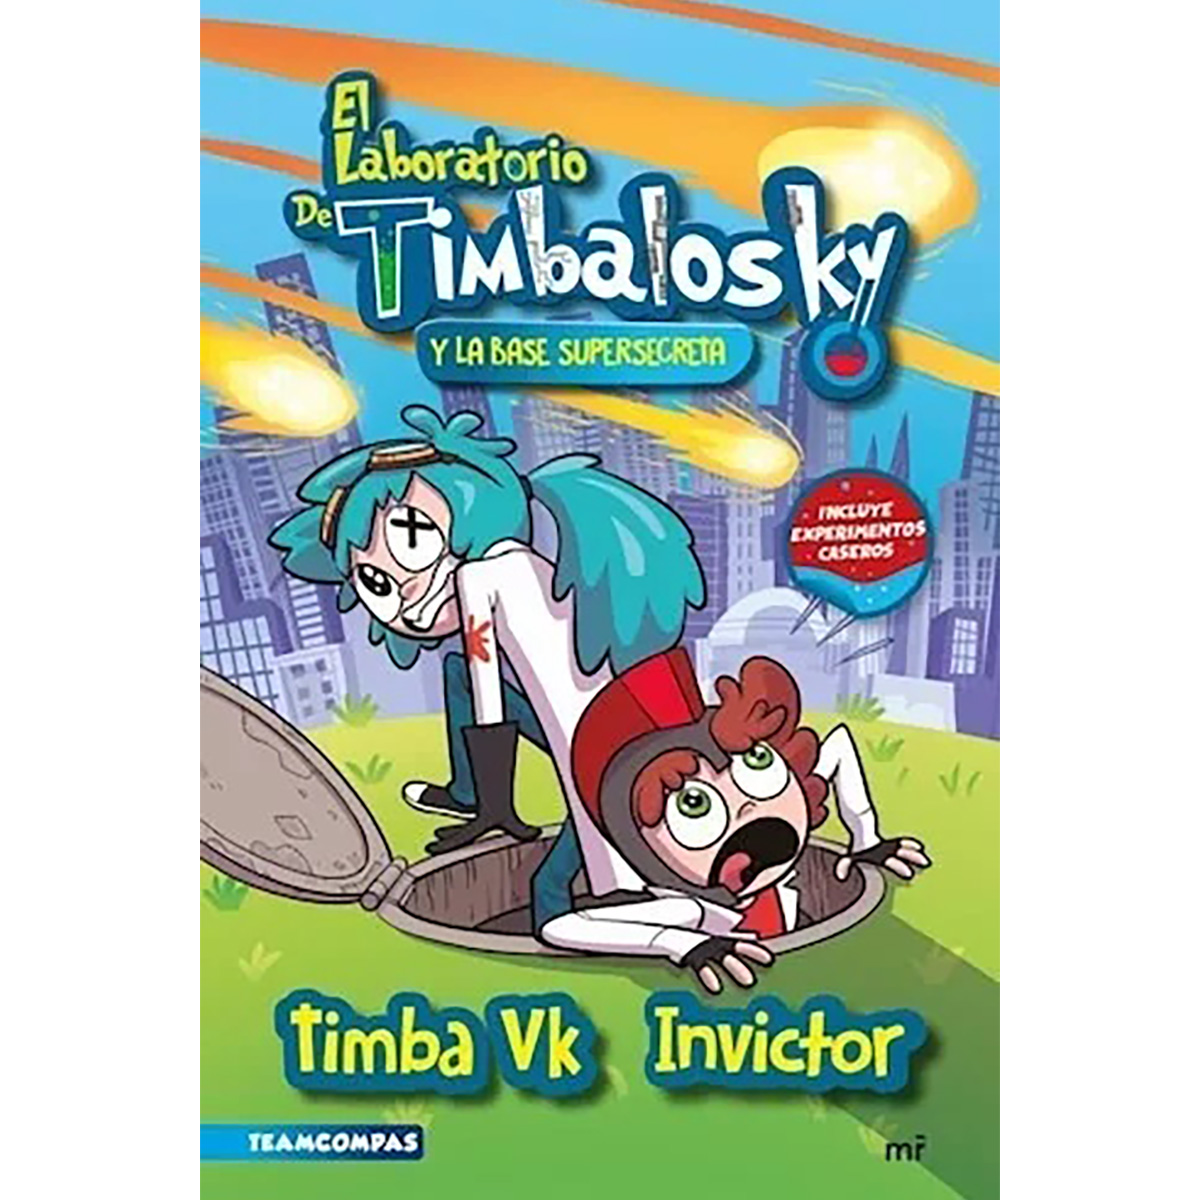 El
Laboratorio
De Timbalosky
Y LA BASE SUPERSECRETA
INCLUYE
EXPERIMENTOS
CASEROS
Timba Vk Invictor
TEAMCOMPAS
mr